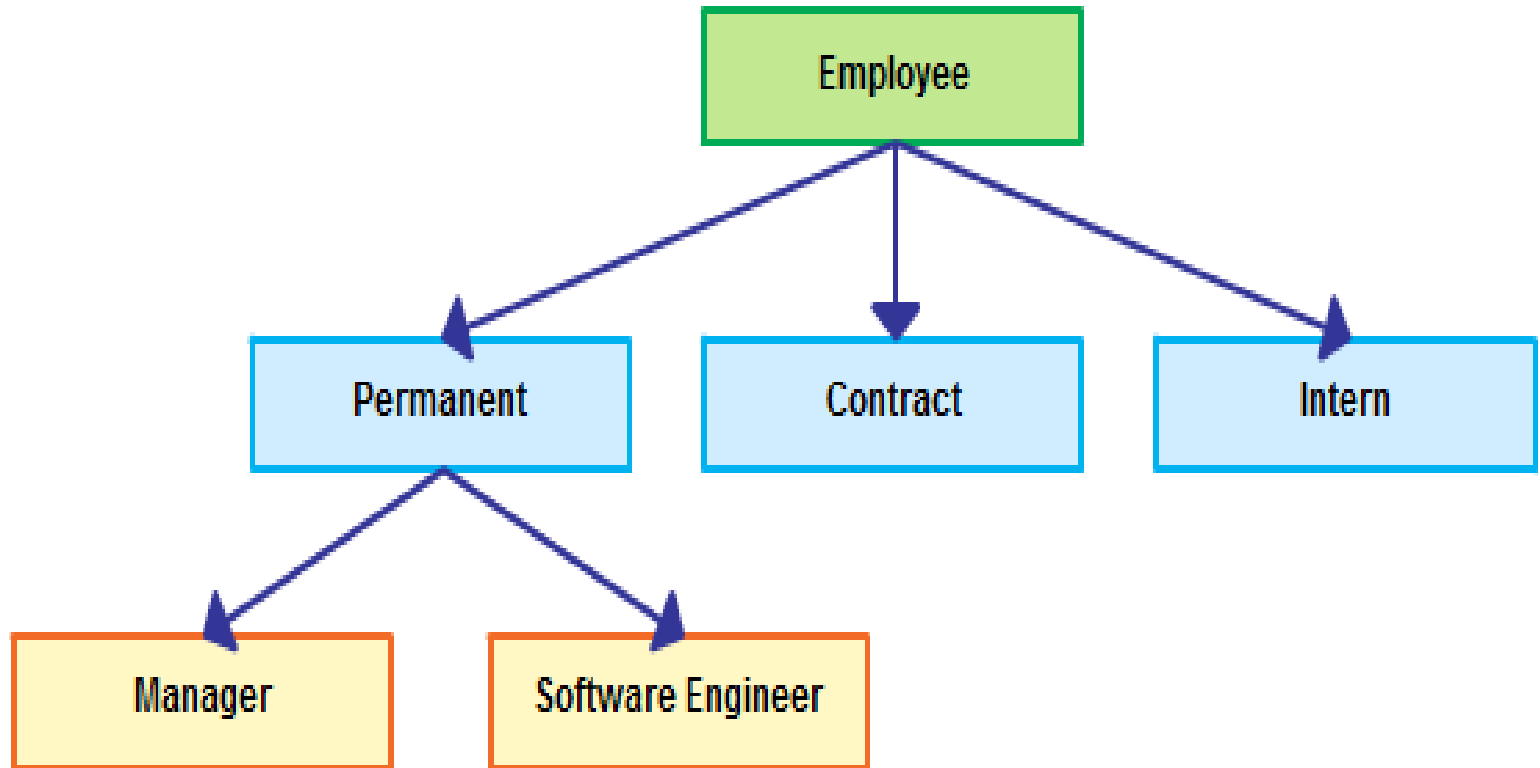 Employee
Permanent
Contract
Intern
Manager
Software Engineer